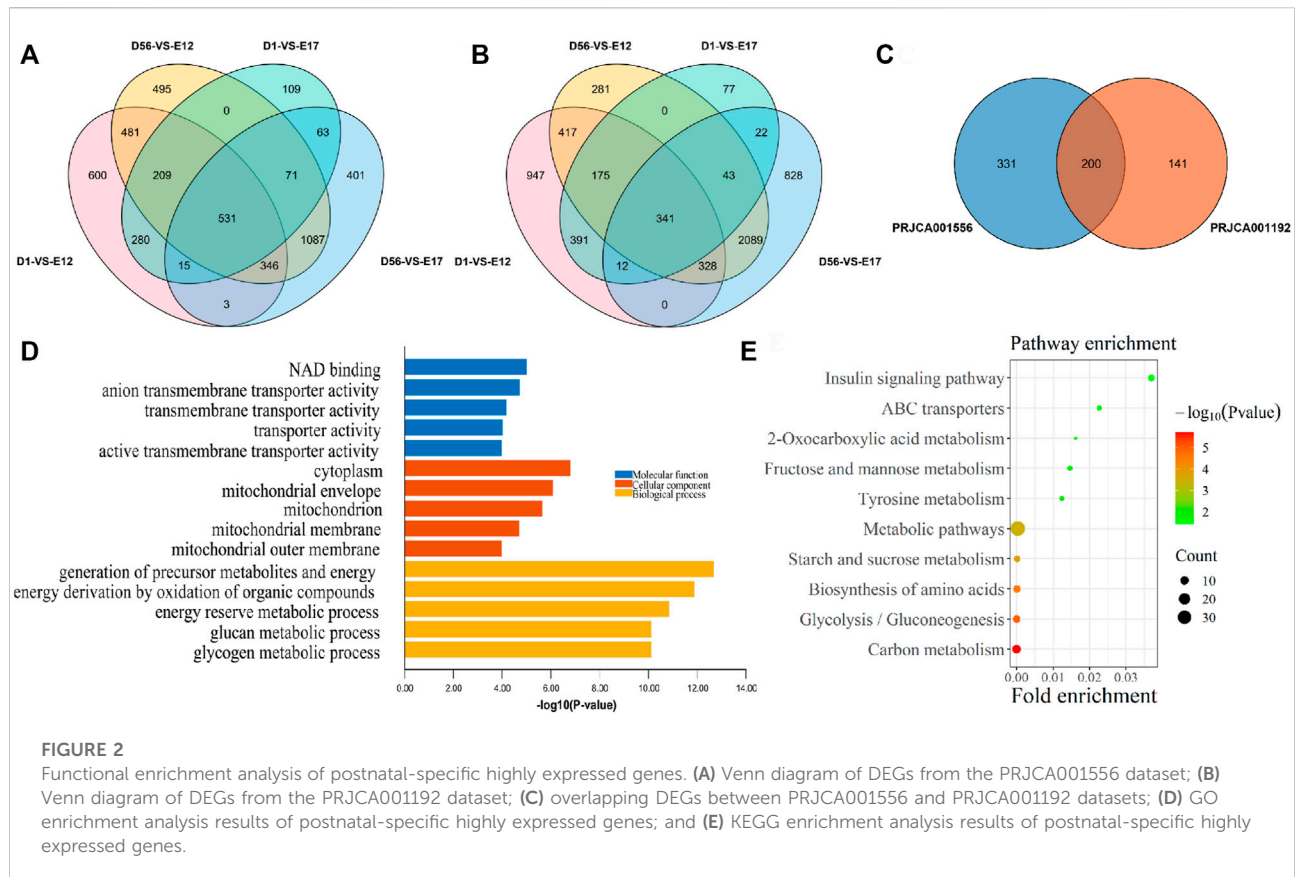 A
D56-VS-E12
D1-VS-E17
495
109
0
481
63
600
209
71
401
531
280
1087
15
346
3
D1-VS-E12
D56-VS-E17
B
D56-VS-E12
D1-VS-E17
281
77
0
417
22
947
175
43
828
341
391
2089
12
328
0
D1-VS-E12
D56-VS-E17
C
331
200
141
PRJCA001556
PRJCA001192
D
NAD binding
anion transmembrane transporter activity
transmembrane transporter activity
transporter activity
active transmembrane transporter activity
cytoplasm
mitochondrial envelope
mitochondrion
mitochondrial membrane
mitochondrial outer membrane
generation of precursor metabolites and energy
energy derivation by oxidation of organic compounds
energy reserve metabolic process
glucan metabolic process
glycogen metabolic process
Molecular function
Cellular component
Biological process
0.00 2.00 4.00 6.00 8.00 10.00 12.00 14.00
-log10(P-value)
E
Pathway enrichment
Insulin signaling pathway
ABC transporters
2-Oxocarboxylic acid metabolism
Fructose and mannose metabolism
Tyrosine metabolism
Metabolic pathways
Starch and sucrose metabolism
Biosynthesis of amino acids
Glycolysis / Gluconeogenesis
Carbon metabolism
0.00 0.01 0.02 0.03
Fold enrichment
−log10(Pvalue)
5
4
3
2
Count
10
20
30
FIGURE 2
Functional enrichment analysis of postnatal-specific highly expressed genes. (A) Venn diagram of DEGs from the PRJCA001556 dataset; (B)
Venn diagram of DEGs from the PRJCA001192 dataset; (C) overlapping DEGs between PRJCA001556 and PRJCA001192 datasets; (D) GO
enrichment analysis results of postnatal-specific highly expressed genes; and (E) KEGG enrichment analysis results of postnatal-specific highly
expressed genes.